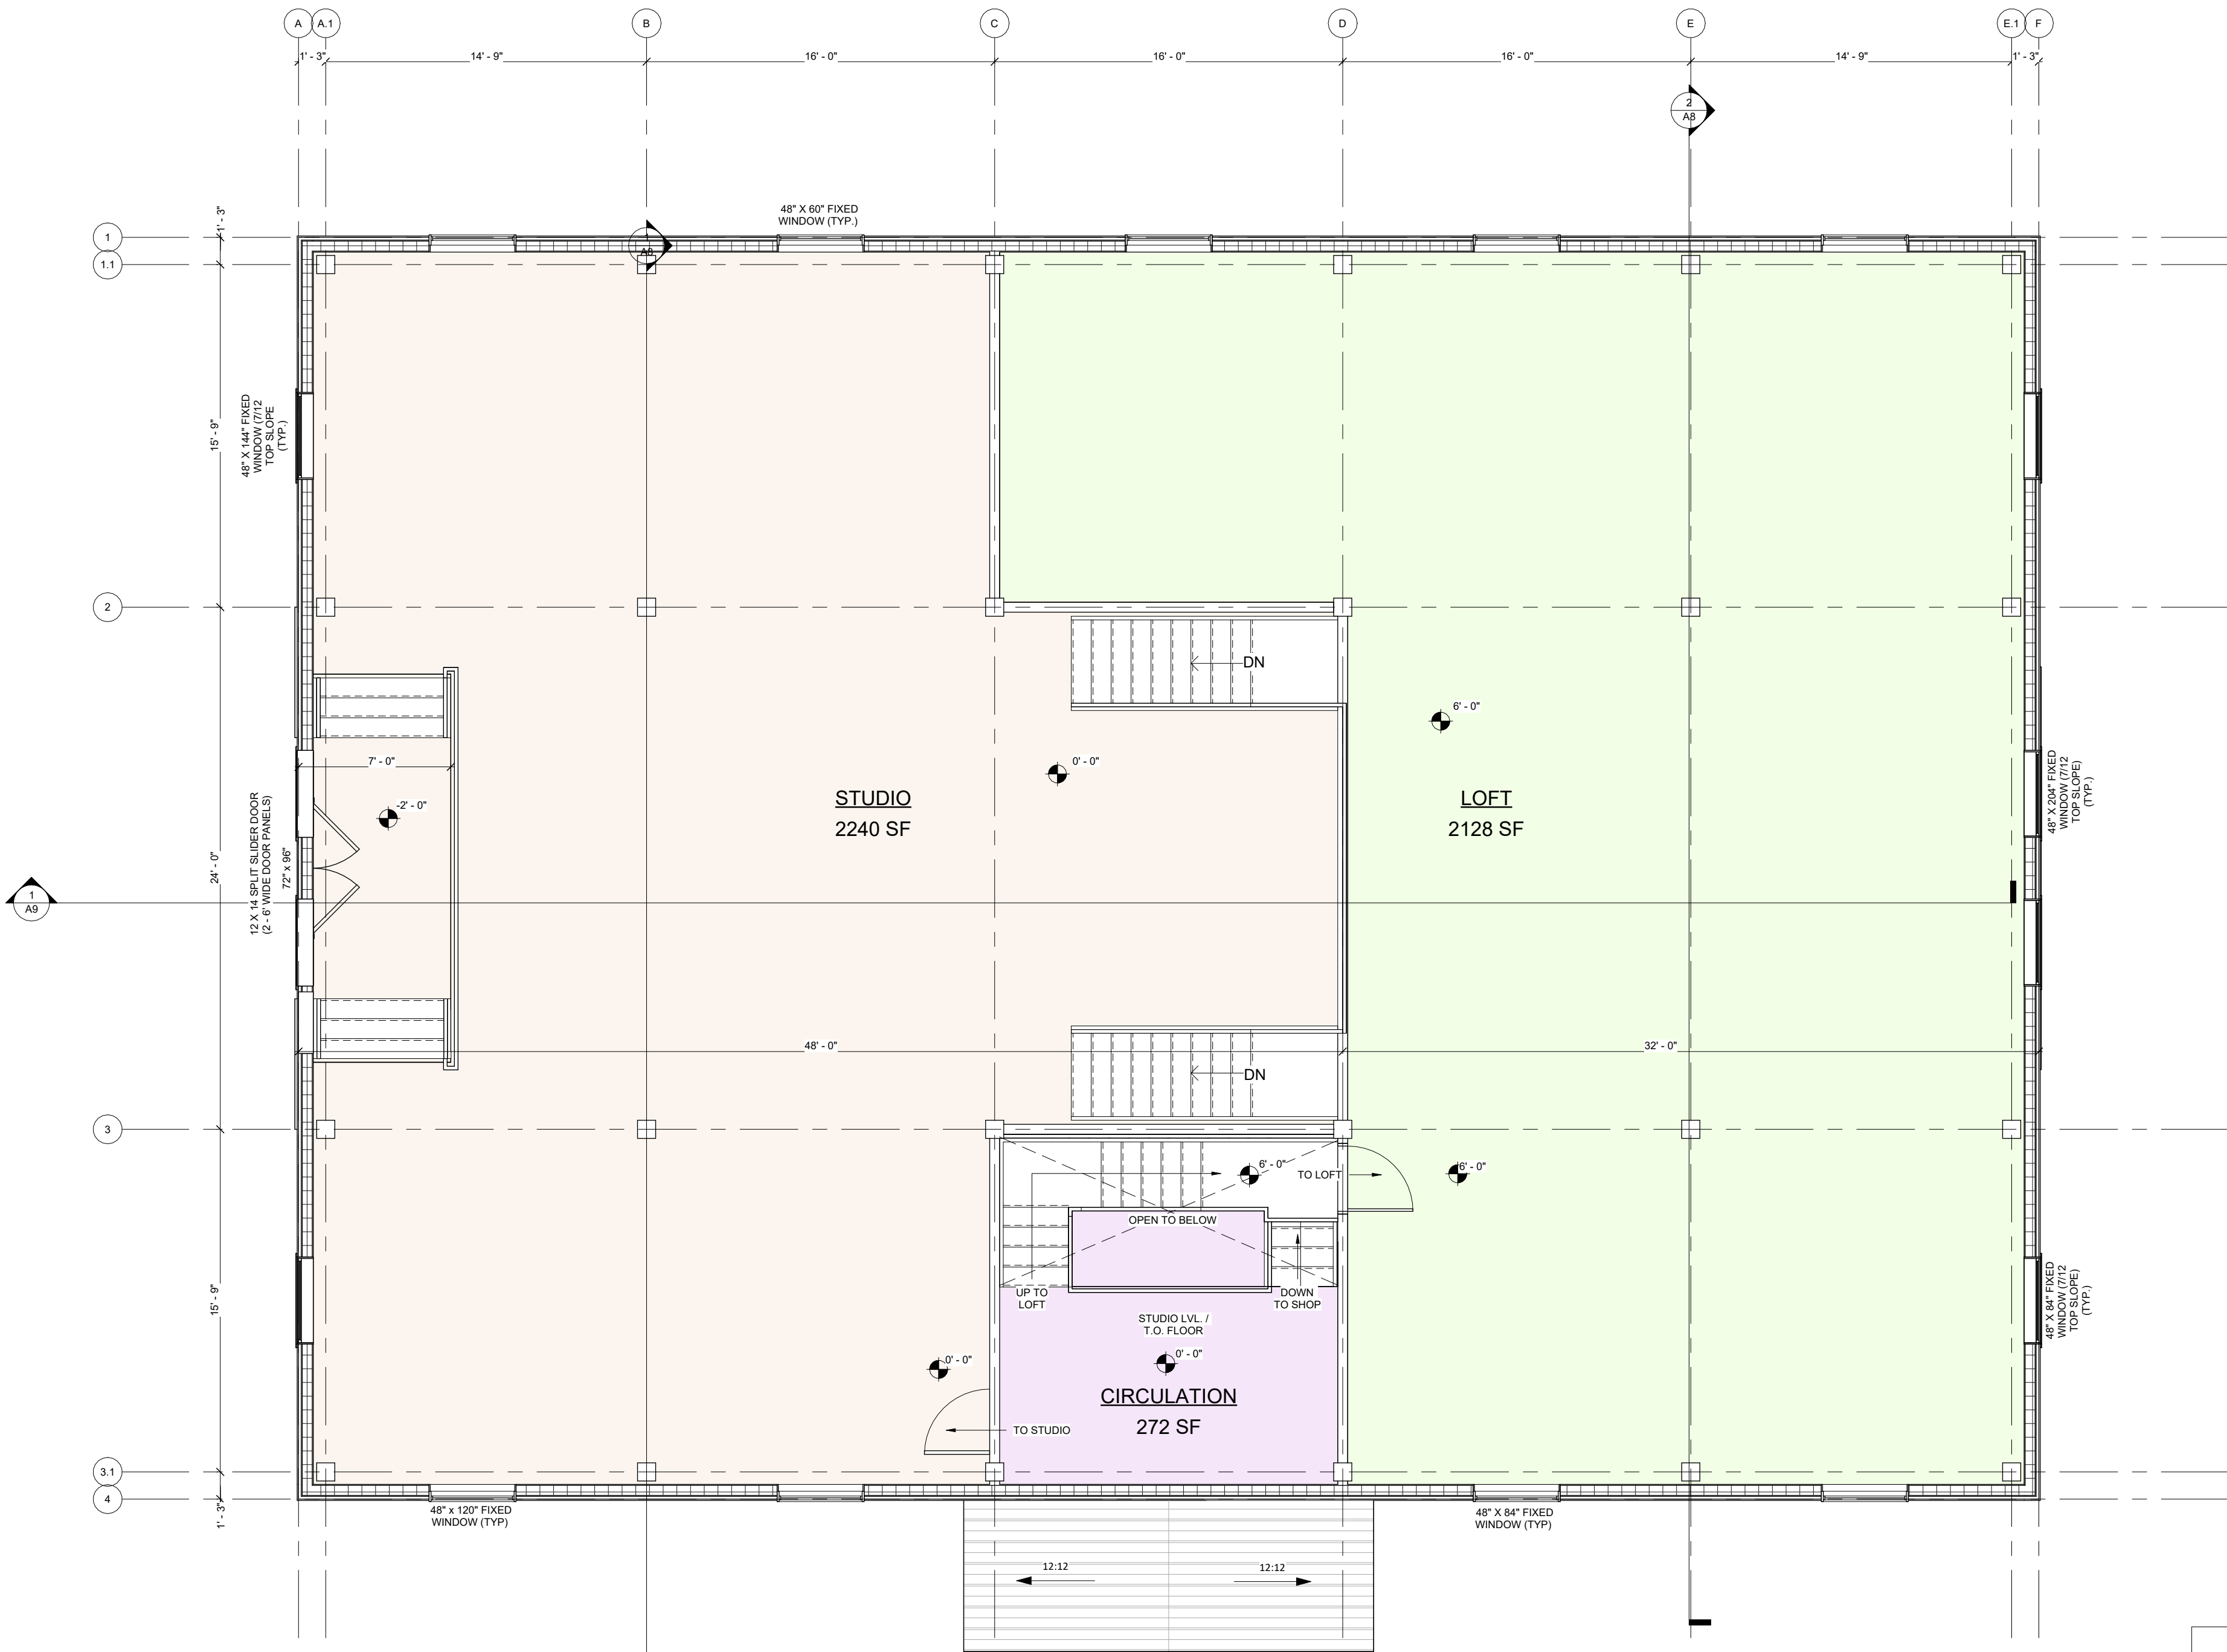 A
A.1
B
C
D
E
E.1
F
1' - 3"
14' - 9"
16' - 0"
16' - 0"
16' - 0"
14' - 9"
1' - 3"
2
A8
48" X 60" FIXED
WINDOW (TYP.)
1' - 3"
1
1.1
1
A8
48" X 144" FIXED
WINDOW (7/12
TOP SLOPE
(TYP.)
15' - 9"
2
DN
6' - 0"
7' - 0"
0' - 0"
-2' - 0"
STUDIO
2240 SF
LOFT
2128 SF
48" X 204" FIXED
WINDOW (7/12
TOP SLOPE)
(TYP.)
12 X 14 SPLIT SLIDER DOOR
(2 - 6' WIDE DOOR PANELS)
72" x 96"
24' - 0"
1
A9
48' - 0"
32' - 0"
DN
3
6' - 0"
TO LOFT
6' - 0"
OPEN TO BELOW
UP TO
LOFT
DOWN
TO SHOP
15' - 9"
48" X 84" FIXED
WINDOW (7/12
TOP SLOPE)
(TYP.)
STUDIO LVL. /
T.O. FLOOR
0' - 0"
0' - 0"
CIRCULATION
272 SF
TO STUDIO
3.1
4
1' - 3"
48" x 120" FIXED
WINDOW (TYP)
48" X 84" FIXED
WINDOW (TYP)
12:12
12:12